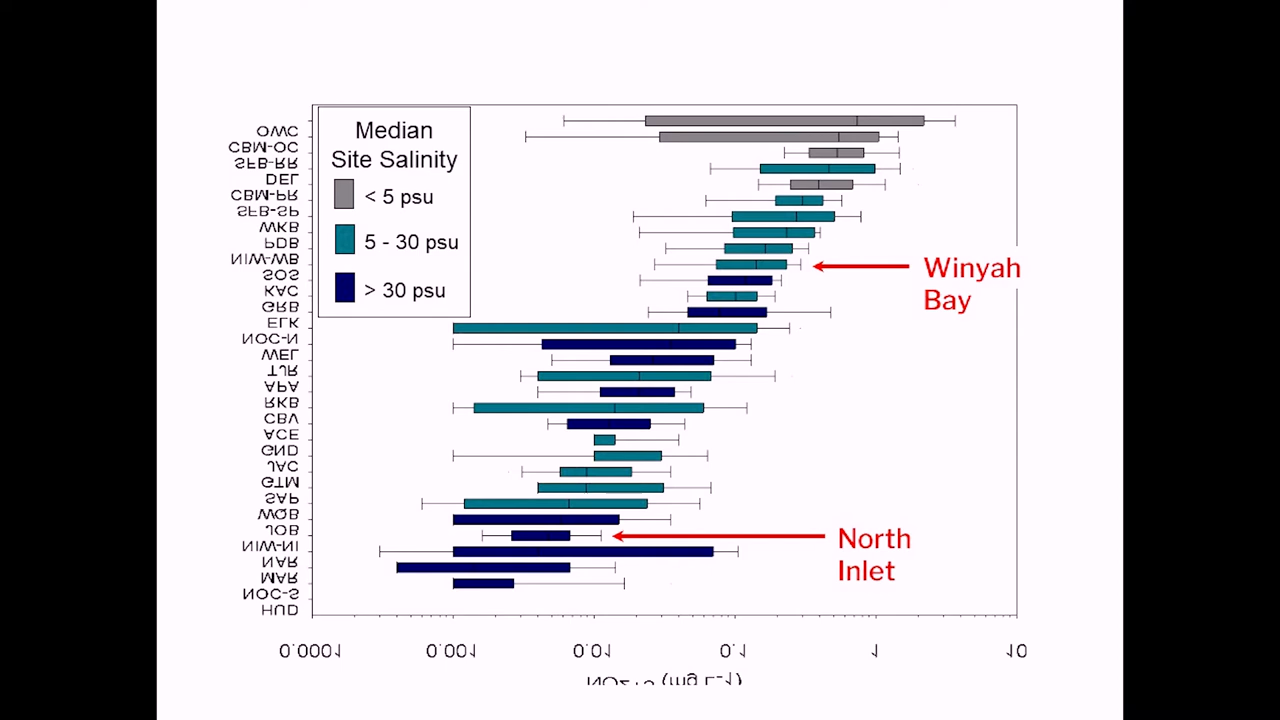 Median
Site Salinity
< 5 psu
5 - 30 psu
> 30 psu
OWC
CBM-OC
SFB-RR
DEL
CBM-PR
SFB-SP
WKB
PDB
NIW-WB
SOS
KAC
GRB
ELK
NOC-N
WEL
TJR
APA
RKB
CBV
ACE
GND
JAC
GTM
SAP
WQB
JOB
NIW-NI
NAR
MAR
NOC-S
HUD
Winyah
Bay
North
Inlet
0.0001 0.001 0.01 0.1 1 10
(mg L-1)